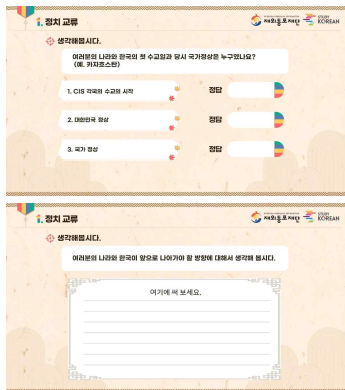 1. 정치 교류
재외동포재단
STUDY KOREAN
생각해봅시다.
여러분의 나라와 한국의 첫 수교일과 당시 국가정상은 누구였나요?
(예. 카자흐스탄)
1. CIS 각국의 수교의 시작
정답
2. 대한민국 정상
정답
3. 국가 정상
정답
1. 정치 교류
재외동포재단
STUDY KOREAN
생각해봅시다.
여러분의 나라와 한국이 앞으로 나아가야 할 방향에 대해서 생각해 봅시다.
여기에 써 보세요.